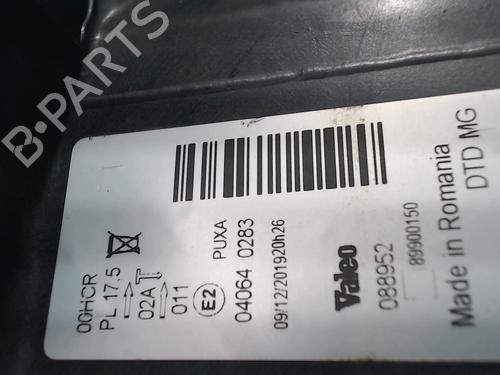 B-PARTS
00HCR
PL 17.5
02A
011
E2
PUXA
04064 0283
09/12/201920h26
Valeo
088952
89900150
Made in Romania
DTD MG